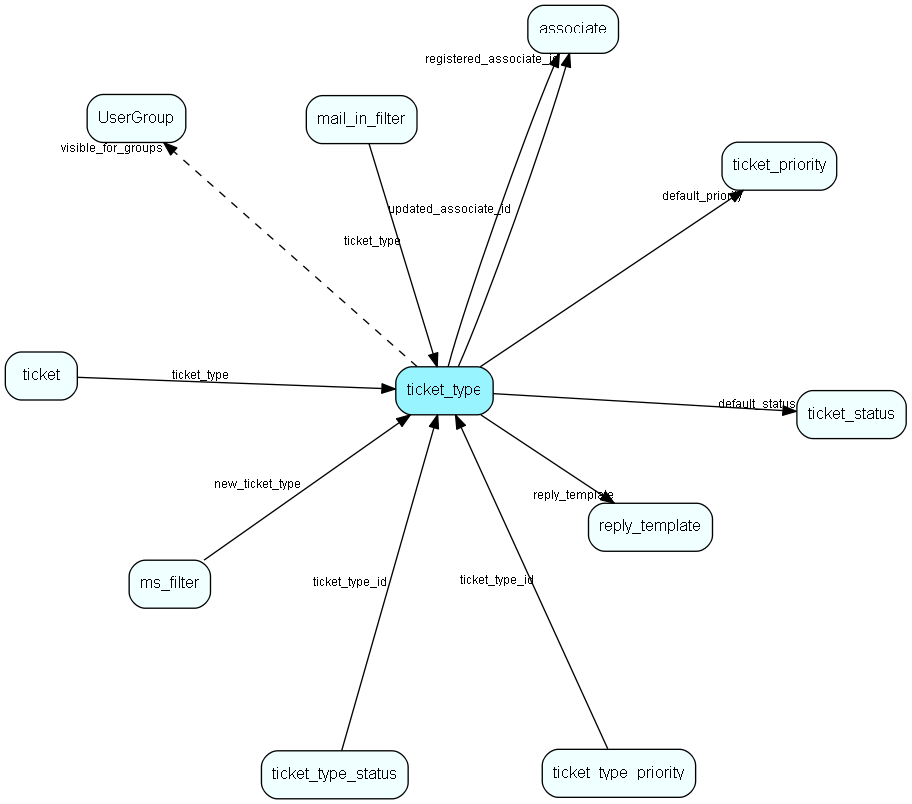 associate
registered_associate_id
UserGroup
mail_in_filter
visible_for_groups
ticket_priority
default_priority
updated_associate_id
ticket_type
ticket
ticket_type
ticket_type
default_status
ticket_status
new_ticket_type
reply_template
reply_template
ms_filter
ticket_type_id
ticket_type_id
ticket_type_status
ticket_type_priority